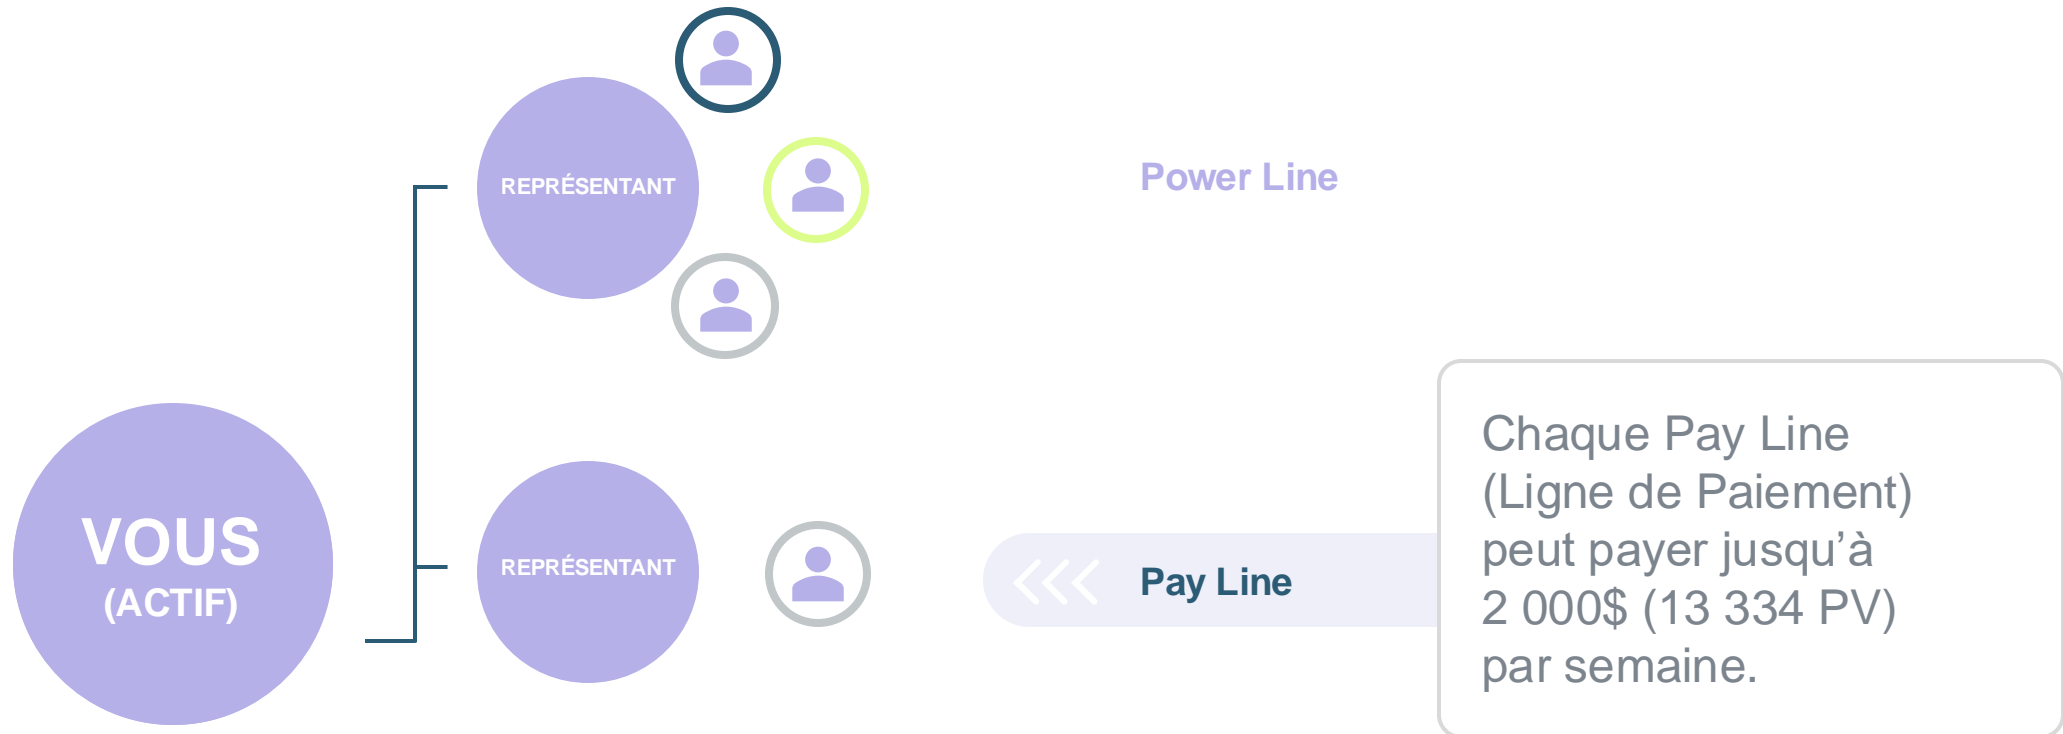 REPRÉSENTANT
Power Line
VOUS
(ACTIF)
REPRÉSENTANT
Pay Line
Chaque Pay Line
(Ligne de Paiement)
peut payer jusqu’à
2 000$ (13 334 PV)
par semaine.